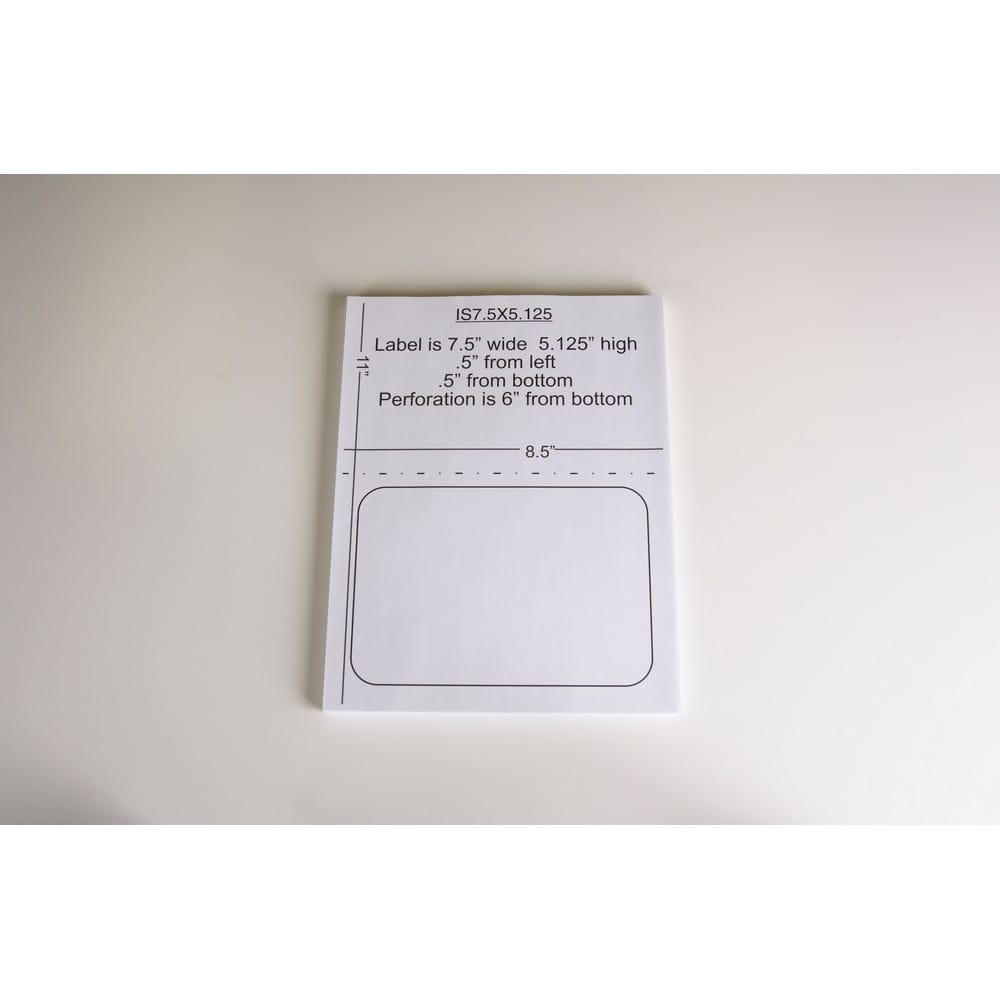 IS7.5X5.125
Label is 7.5” wide  5.125” high
.5” from left
.5” from bottom
Perforation is 6” from bottom
11”
8.5”